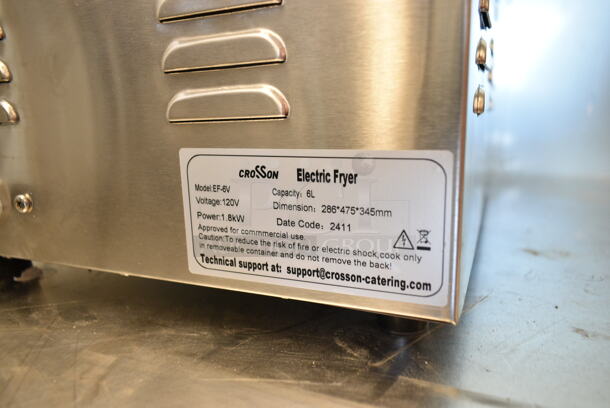 croSSon Electric Fryer
Model:EF-6V Capacity: 6L
Voltage:120V Dimension: 286*475*345mm
Power:1.8kW Date Code: 2411
Approved for commmercial use.
Caution:To reduce the risk of fire or electric shock,cook only
in removeable container and do not remove the back!
Technical support at: support@crosson-catering.com